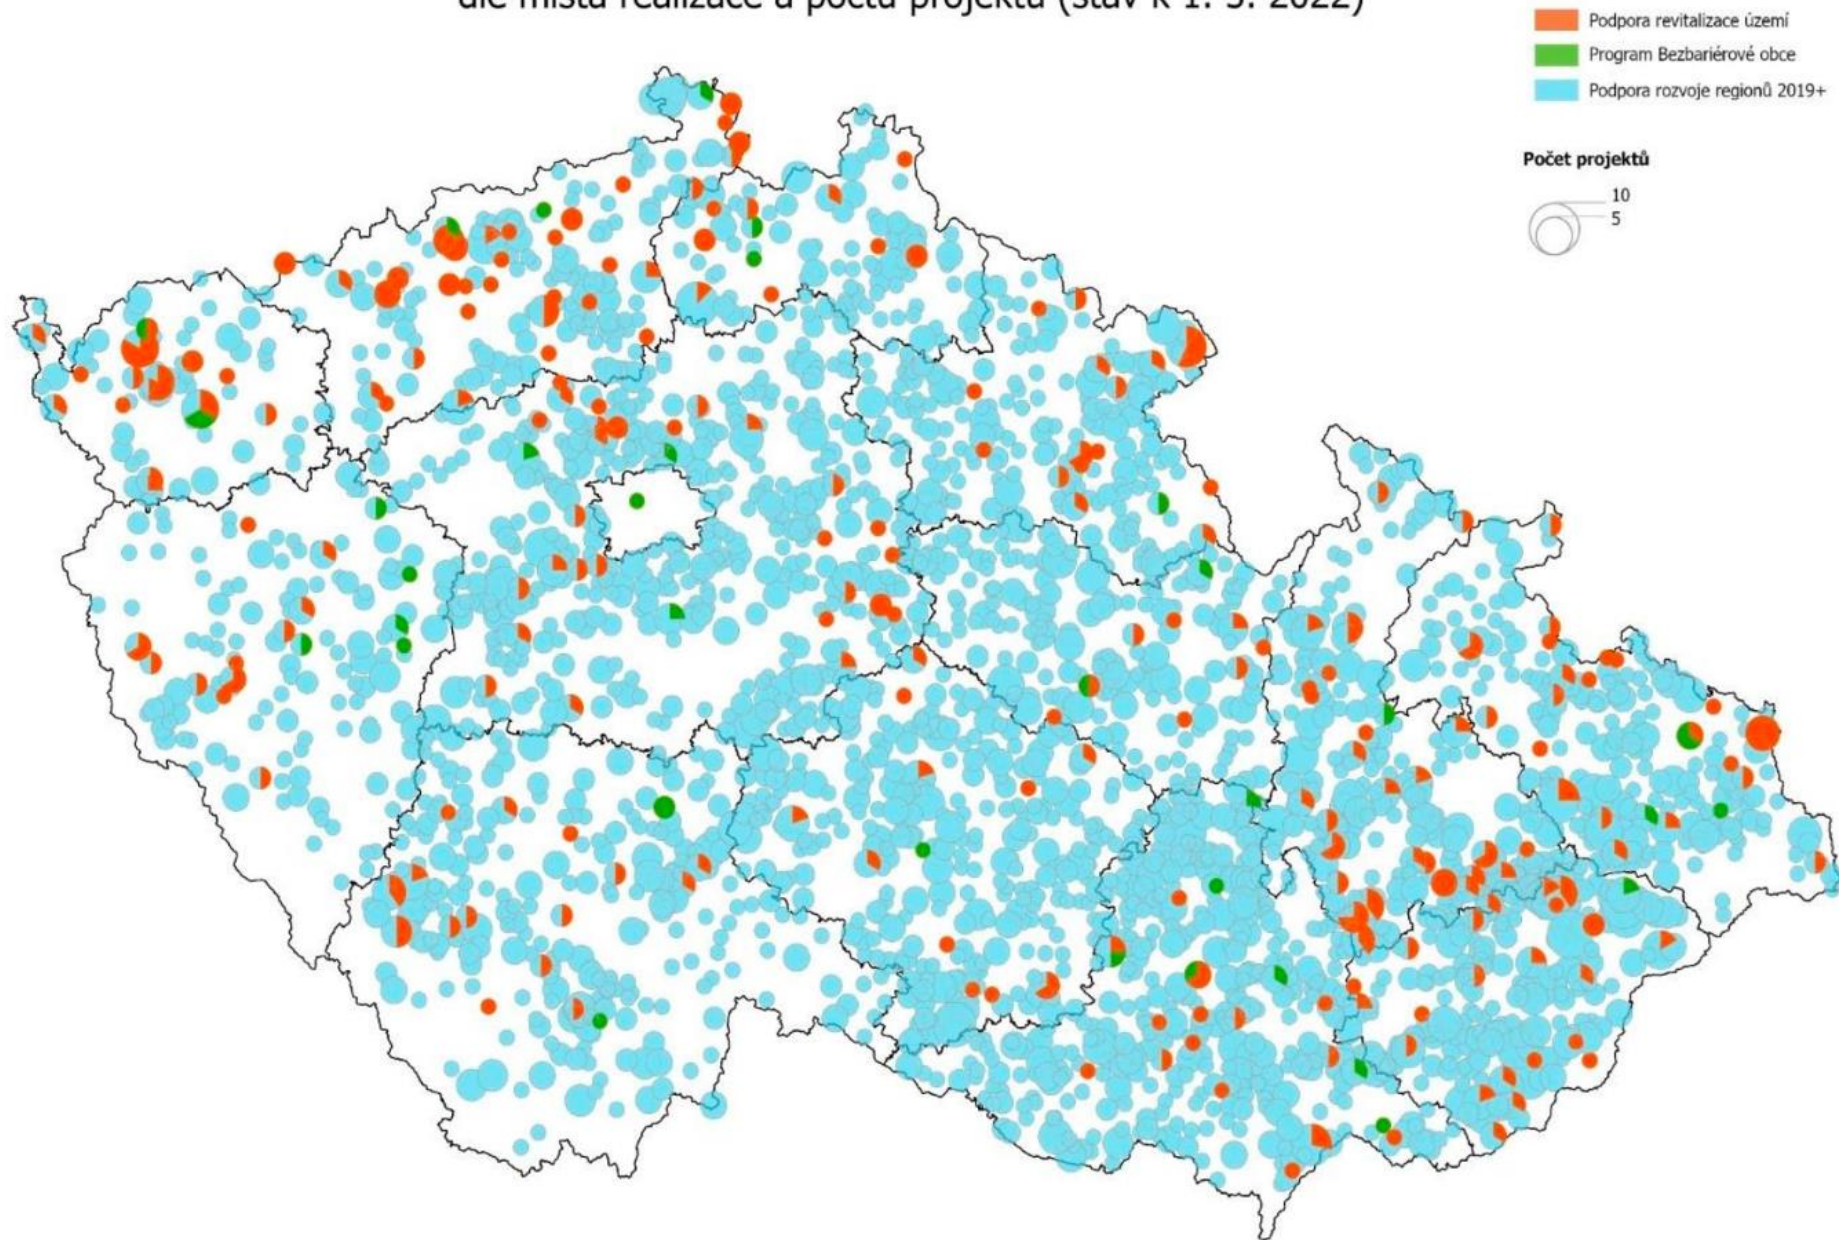 dle místa realizace a počtu projektů (stav k 1. 5. 2022)
Podpora revitalizace území
Program Bezbariérové obce
Podpora rozvoje regionů 2019+
Počet projektů
10
5